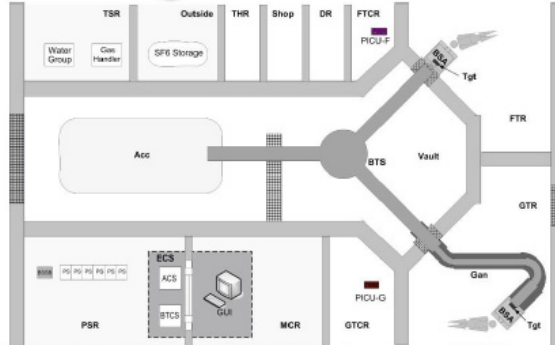 TSR
Outside
THR
Shop
DR
FTCR
Water
Group
Gas
Handler
SF6 Storage
PICU-F
BSA
Tgt
FTR
Acc
BTS
Vault
GTR
ECS
ACS
BTCS
GUI
PS PS PS PS PS PS
PSR
MCR
PICU-G
GTCR
Gan
BSA
Tgt